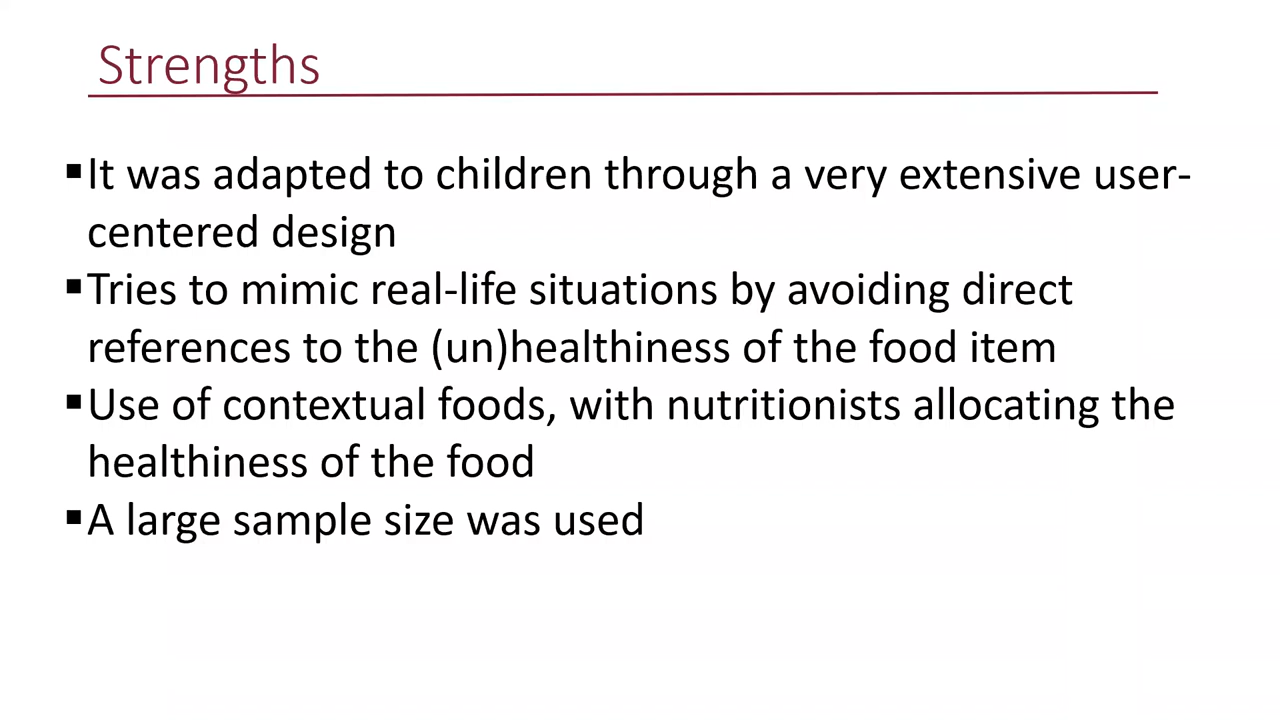 Strengths
▪It was adapted to children through a very extensive user-
centered design
▪Tries to mimic real-life situations by avoiding direct
references to the (un)healthiness of the food item
▪Use of contextual foods, with nutritionists allocating the
healthiness of the food
▪A large sample size was used